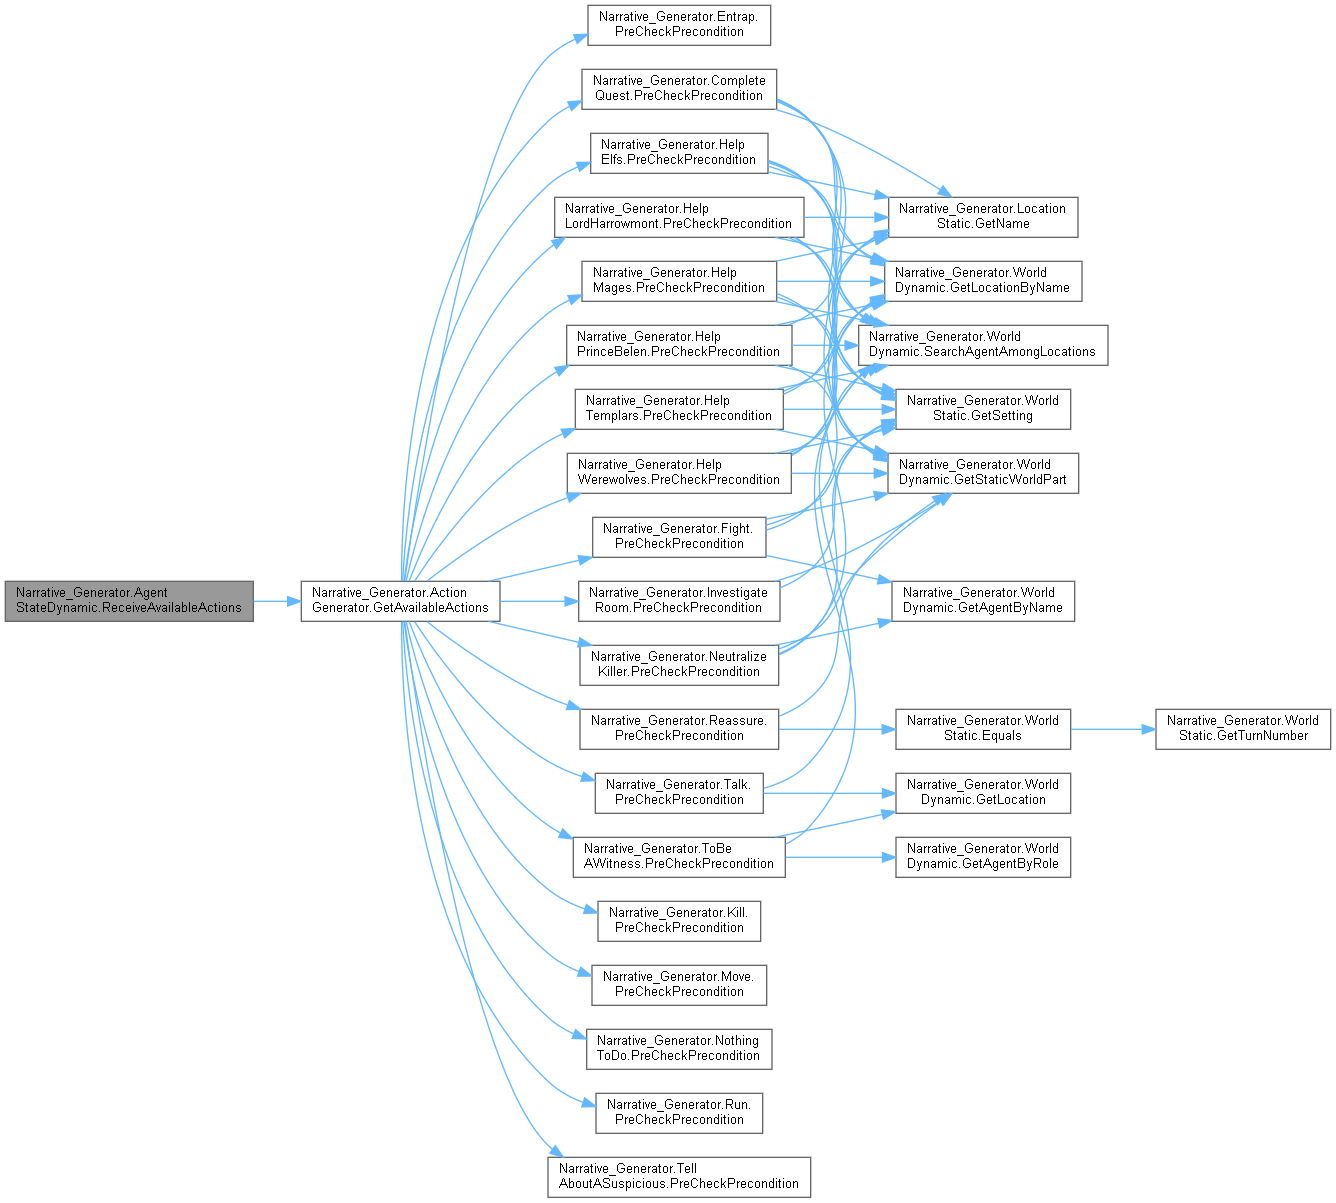 Narrative_Generator.Entrap.
PreCheckPrecondition
Narrative_Generator.Complete
Quest.PreCheckPrecondition
Narrative_Generator.Help
Elfs.PreCheckPrecondition
Narrative_Generator.Help
LordHarrowmont.PreCheckPrecondition
Narrative_Generator.Location
Static.GetName
Narrative_Generator.Help
Mages.PreCheckPrecondition
Narrative_Generator.World
Dynamic.GetLocationByName
Narrative_Generator.Help
PrinceBelen.PreCheckPrecondition
Narrative_Generator.World
Dynamic.SearchAgentAmongLocations
Narrative_Generator.Help
Templars.PreCheckPrecondition
Narrative_Generator.World
Static.GetSetting
Narrative_Generator.Help
Werewolves.PreCheckPrecondition
Narrative_Generator.World
Dynamic.GetStaticWorldPart
Narrative_Generator.Fight.
PreCheckPrecondition
Narrative_Generator.Agent
StateDynamic.ReceiveAvailableActions
Narrative_Generator.Action
Generator.GetAvailableActions
Narrative_Generator.Investigate
Room.PreCheckPrecondition
Narrative_Generator.World
Dynamic.GetAgentByName
Narrative_Generator.Neutralize
Killer.PreCheckPrecondition
Narrative_Generator.Reassure.
PreCheckPrecondition
Narrative_Generator.World
Static.Equals
Narrative_Generator.World
Static.GetTurnNumber
Narrative_Generator.Talk.
PreCheckPrecondition
Narrative_Generator.World
Dynamic.GetLocation
Narrative_Generator.ToBe
AWitness.PreCheckPrecondition
Narrative_Generator.World
Dynamic.GetAgentByRole
Narrative_Generator.Kill.
PreCheckPrecondition
Narrative_Generator.Move.
PreCheckPrecondition
Narrative_Generator.Nothing
ToDo.PreCheckPrecondition
Narrative_Generator.Run.
PreCheckPrecondition
Narrative_Generator.Tell
AboutASuspicious.PreCheckPrecondition